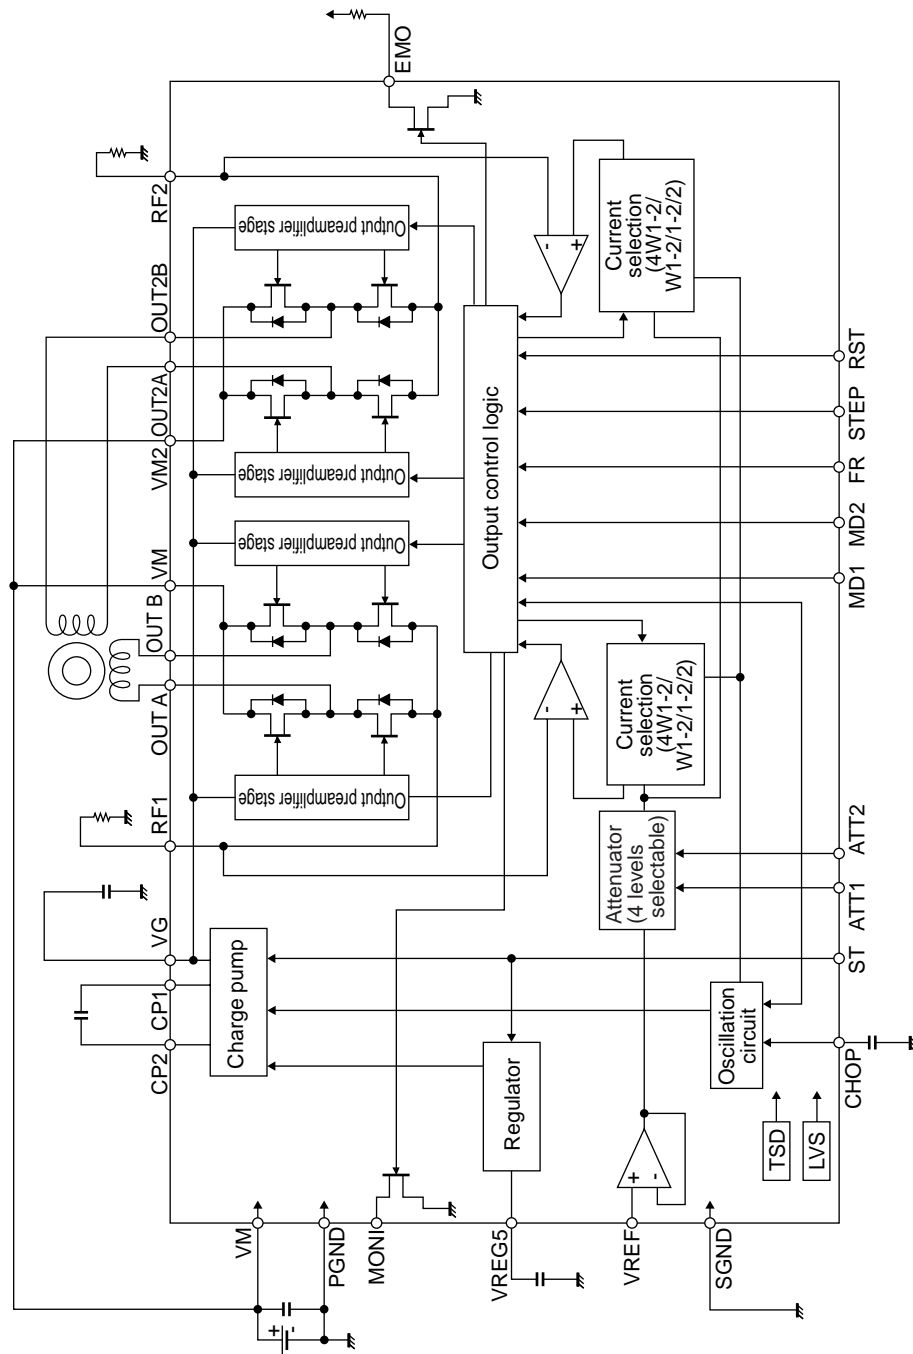 EMO
RF2
OUT2B
OUT2A
VM2
VM
OUT B
OUT A
RF1
VG
CP1
CP2
Output preamplifier stage
Output preamplifier stage
Output preamplifier stage
Output preamplifier stage
Charge pump
Output control logic
-
+
Current
selection
(4W1-2/
W1-2/1-2/2)
-
+
Current
selection
(4W1-2/
W1-2/1-2/2)
Attenuator
(4 levels
selectable)
Regulator
+
-
Oscillation
circuit
TSD
LVS
RST
STEP
FR
MD2
MD1
ATT2
ATT1
ST
CHOP
VM
PGND
MONI
VREG5
VREF
SGND
+
-